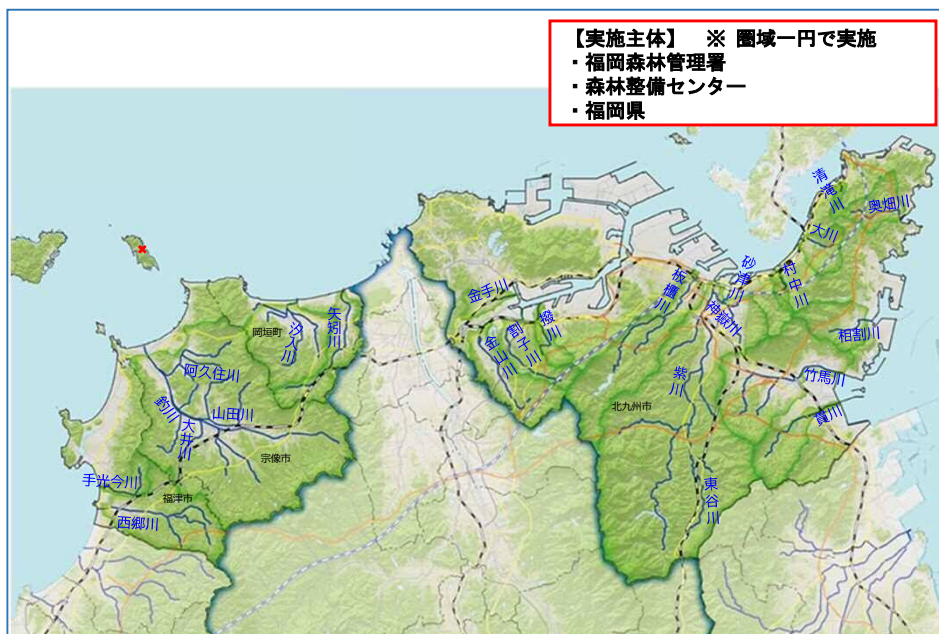 【実施主体】 ※ 圏域一円で実施
・福岡森林管理署
・森林整備センター
・福岡県
清滝川
奥畑川
大川
村中川
砂津川
板櫃川
神嶽川
相割川
金手川
撥川
割子川
金山川
紫川
竹馬川
貫川
北九州市
東谷川
矢矧川
汐入川
岡垣町
阿久住川
釣川
山田川
大井川
宗像市
手光今川
福津市
西郷川